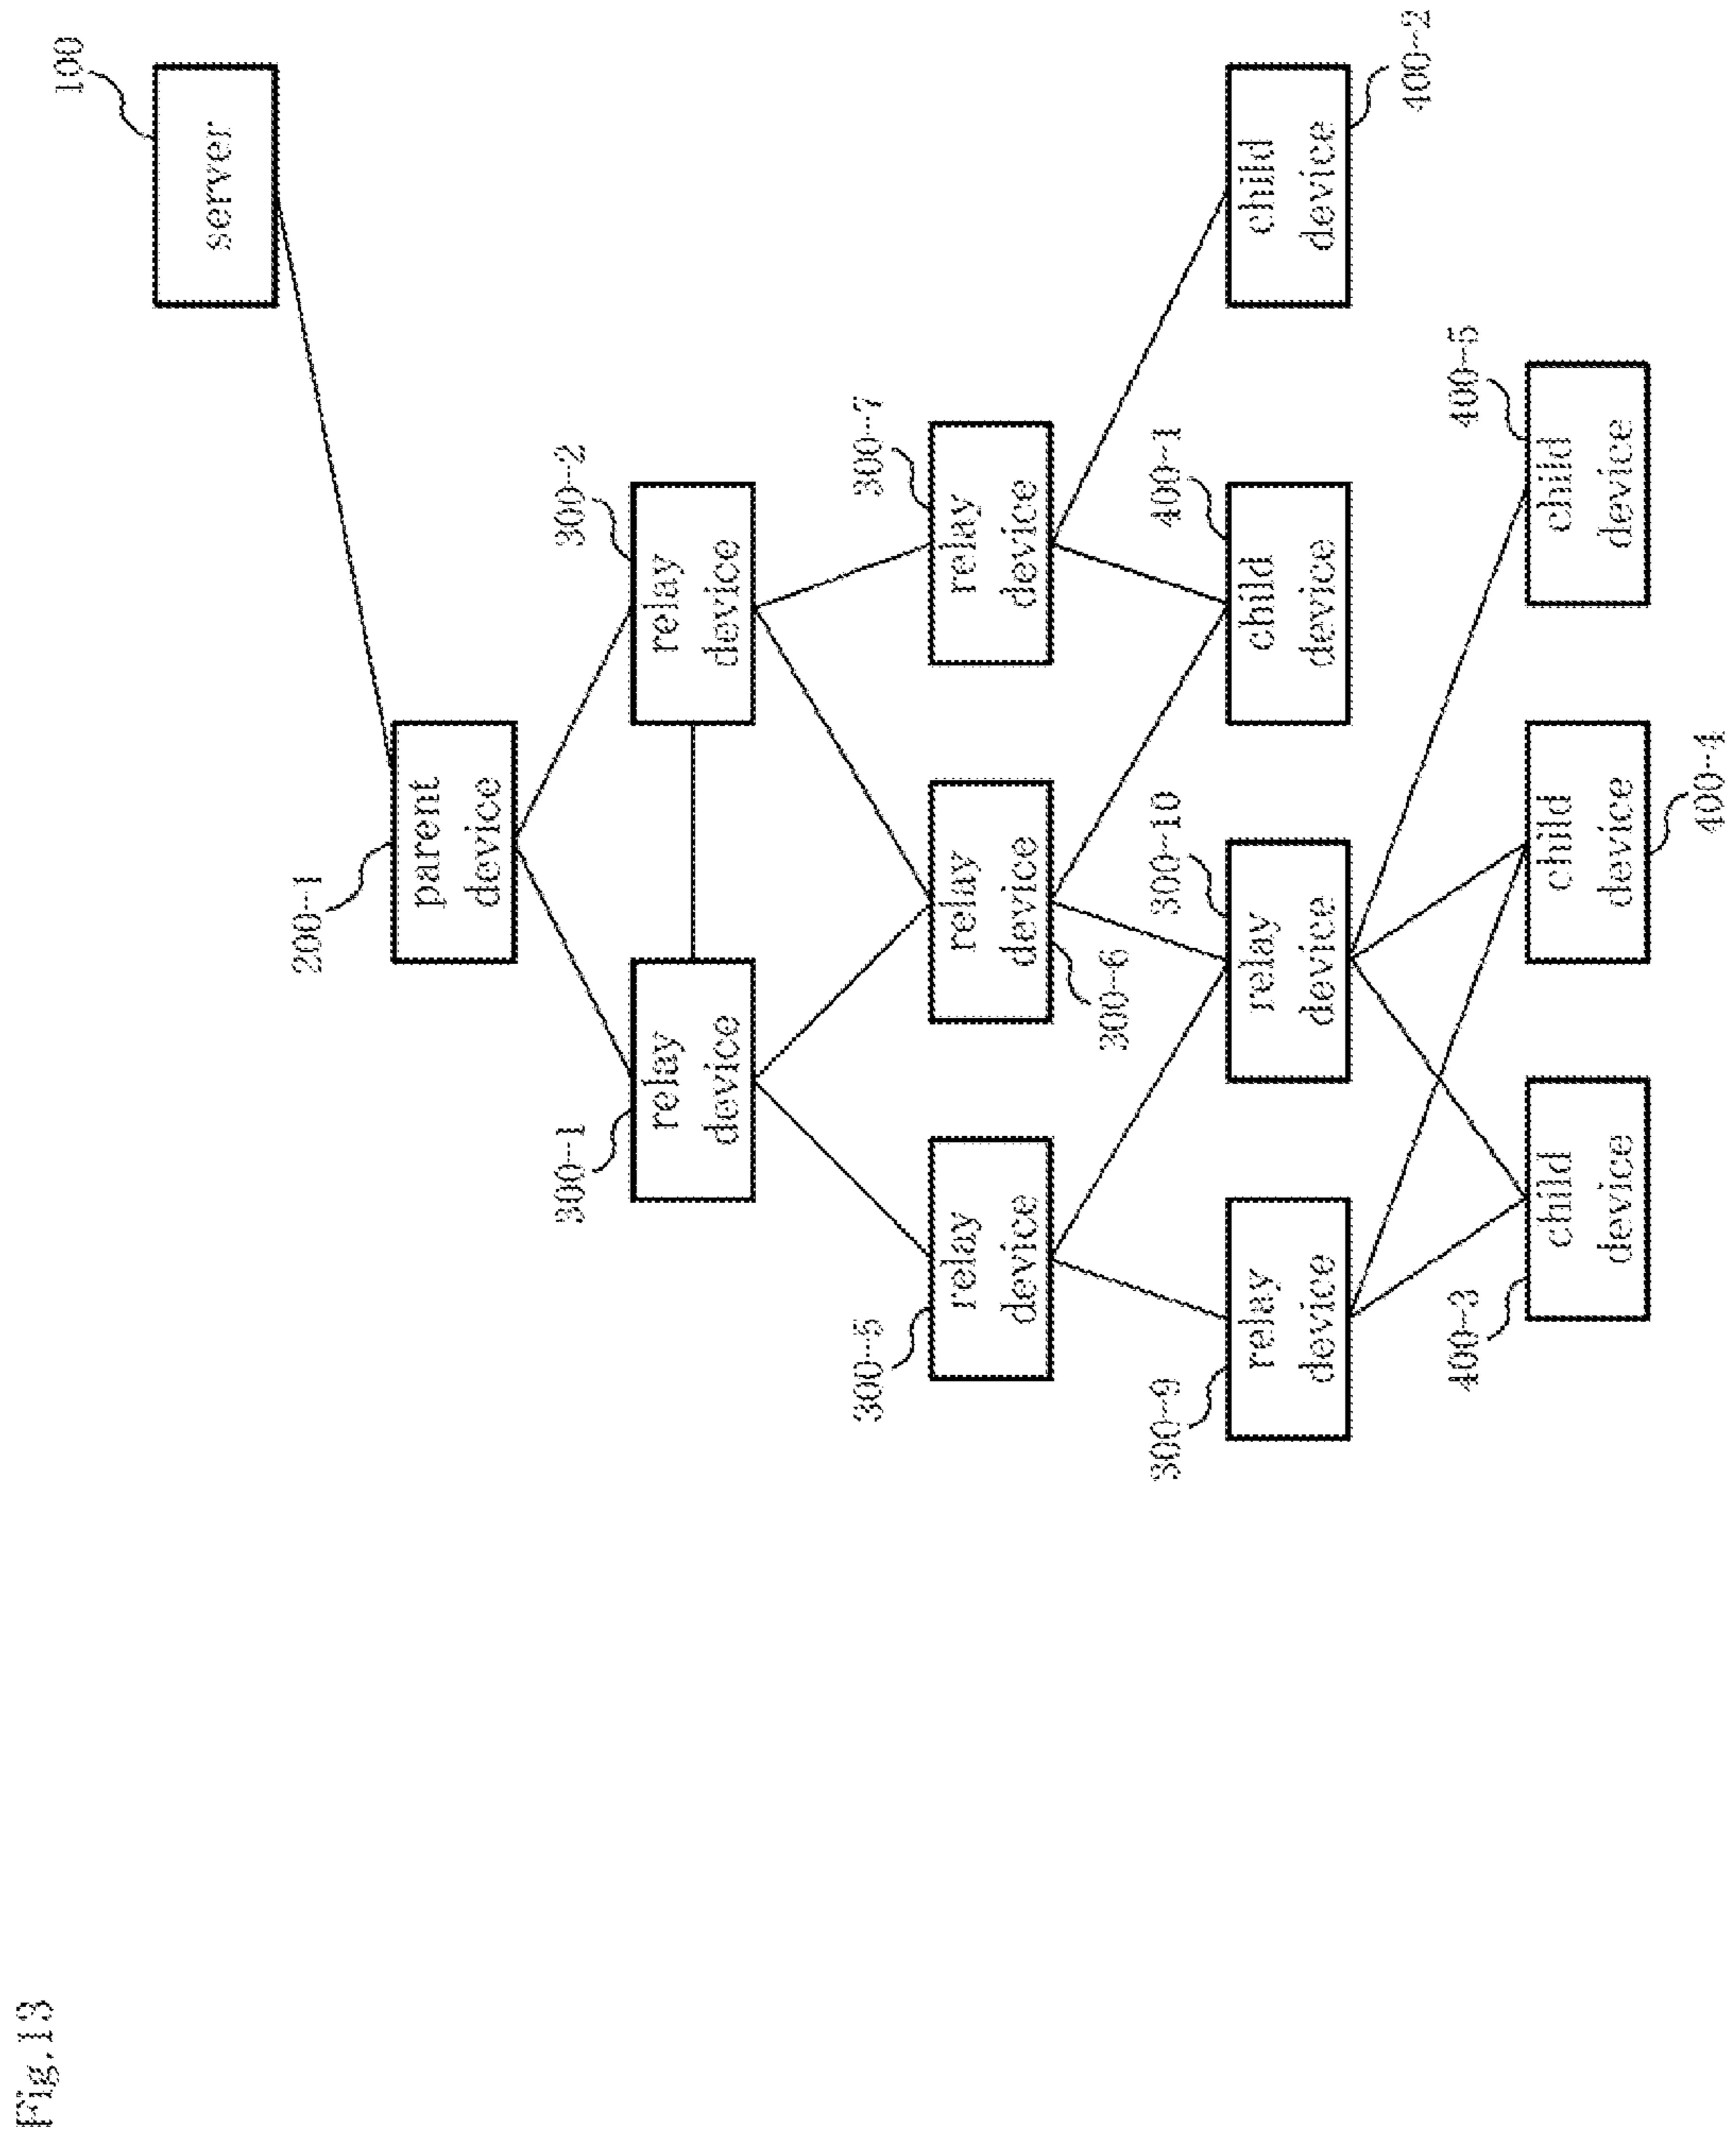 Fig.13
100
server
200-1
parent
device
300-1
relay
device
300-2
relay
device
300-5
relay
device
relay
device
300-6
300-7
relay
device
300-9
relay
device
300-10
relay
device
400-1
child
device
child
device
400-2
400-3
child
device
child
device
400-4
400-5
child
device